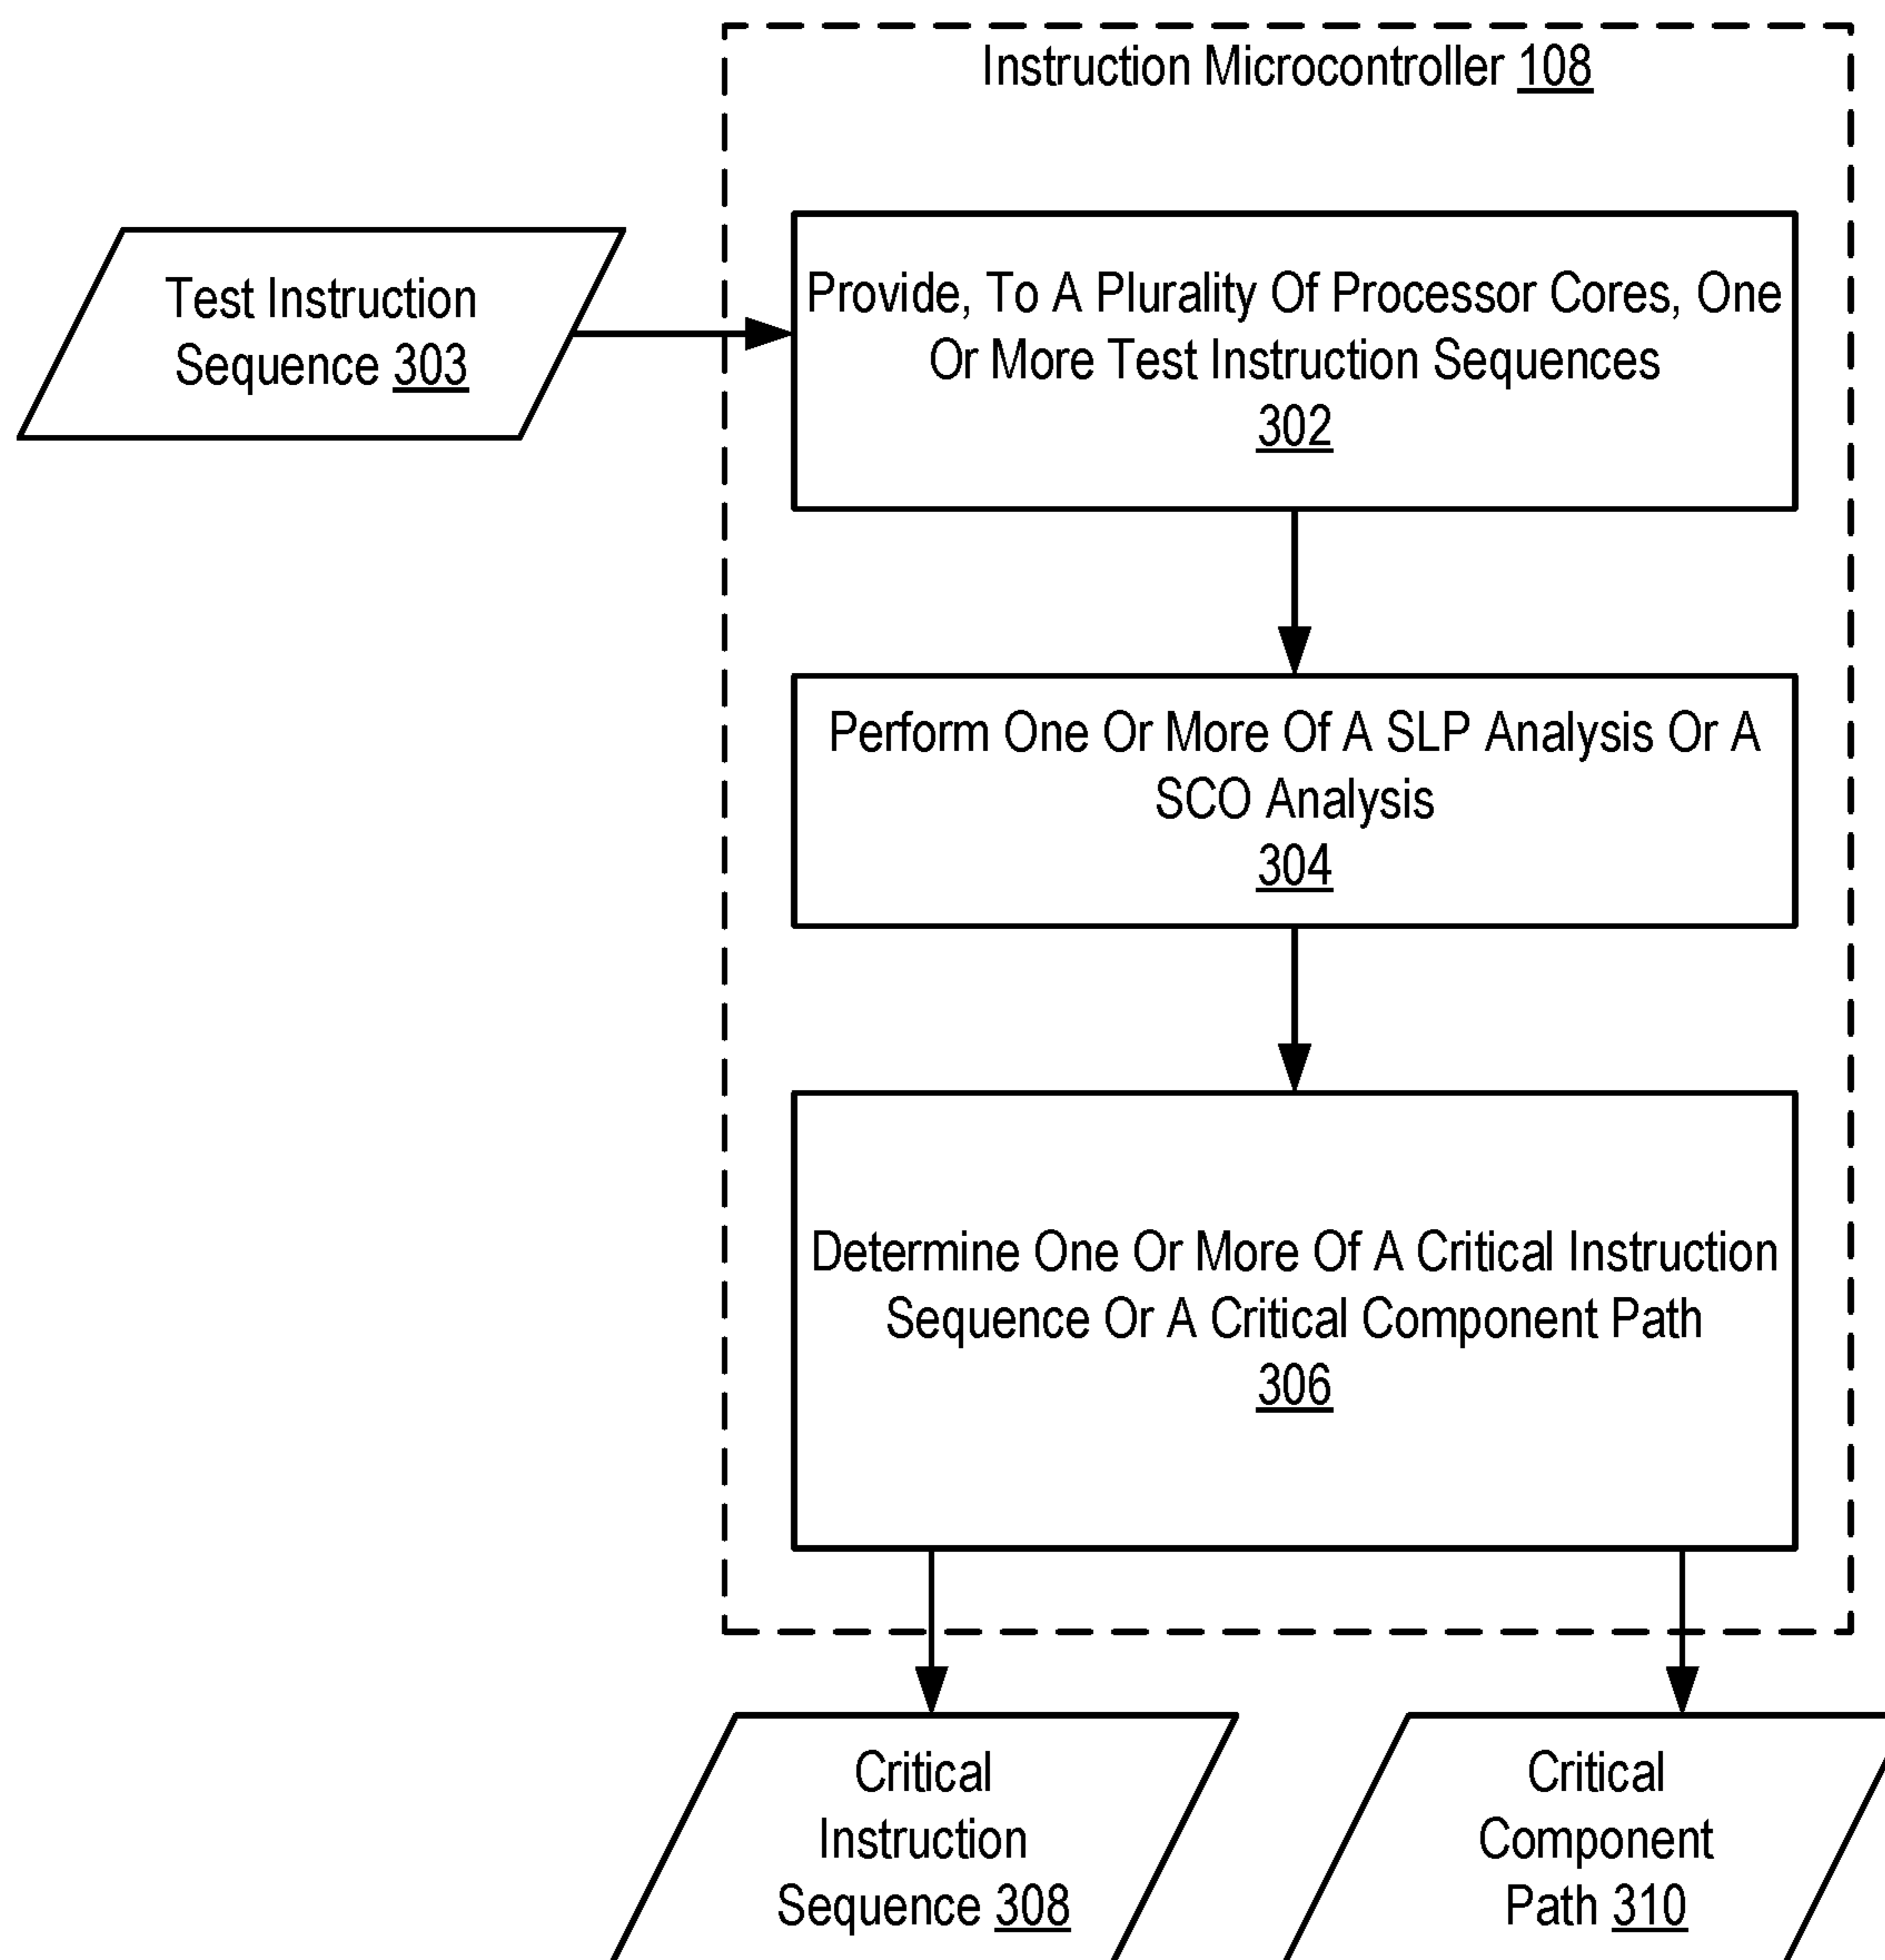 Instruction Microcontroller 108
Test Instruction
Sequence 303
Provide, To A Plurality Of Processor Cores, One
Or More Test Instruction Sequences
302
Perform One Or More Of A SLP Analysis Or A
SCO Analysis
304
Determine One Or More Of A Critical Instruction
Sequence Or A Critical Component Path
306
Critical
Instruction
Sequence 308
Critical
Component
Path 310